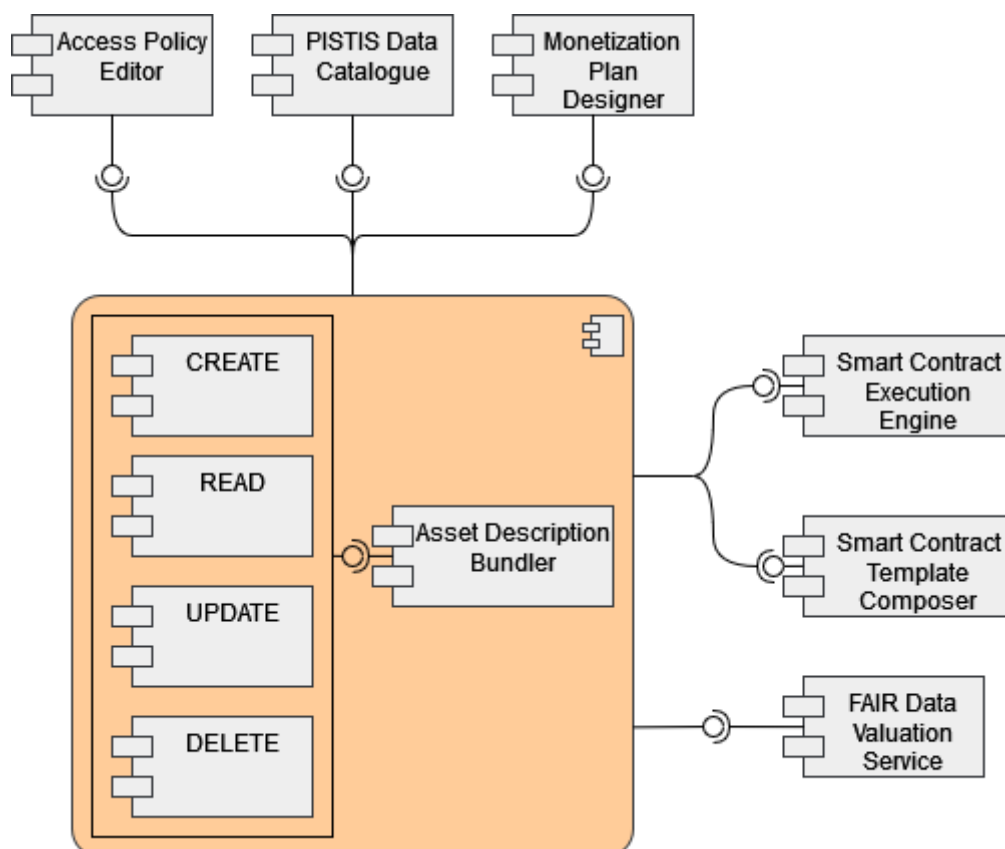 Access Policy
Editor
PISTIS Data
Catalogue
Monetization
Plan
Designer
CREATE
READ
UPDATE
DELETE
Asset Description
Bundler
Smart Contract
Execution
Engine
Smart Contract
Template
Composer
FAIR Data
Valuation
Service